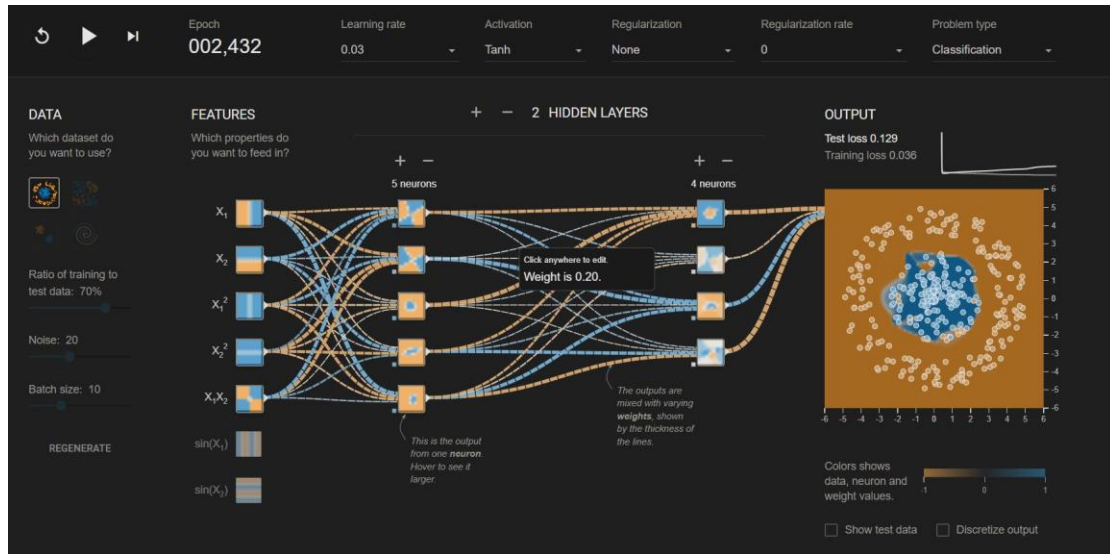 Epoch
002,432
Learning rate
0.03
Activation
Tanh
Regularization
None
Regularization rate
0
Problem type
Classification
DATA
Which dataset do
you want to use?
Ratio of training to
test data: 70%
Noise: 20
Batch size: 10
REGENERATE
FEATURES
Which properties do
you want to feed in?
X₁
X₂
X₁²
X₂²
X₁X₂
sin(X₁)
sin(X₂)
+ − 2 HIDDEN LAYERS
+ −
5 neurons
+ −
4 neurons
Click anywhere to edit.
Weight is 0.20.
This is the output
from one neuron.
Hover to see it
larger.
The outputs are
mixed with varying
weights, shown
by the thickness of
the lines.
OUTPUT
Test loss 0.129
Training loss 0.036
6
5
4
3
2
1
0
-1
-2
-3
-4
-5
-6
-6 -5 -4 -3 -2 -1 0 1 2 3 4 5 6
Colors shows
data, neuron and
weight values.
-1 0 1
Show test data
Discretize output